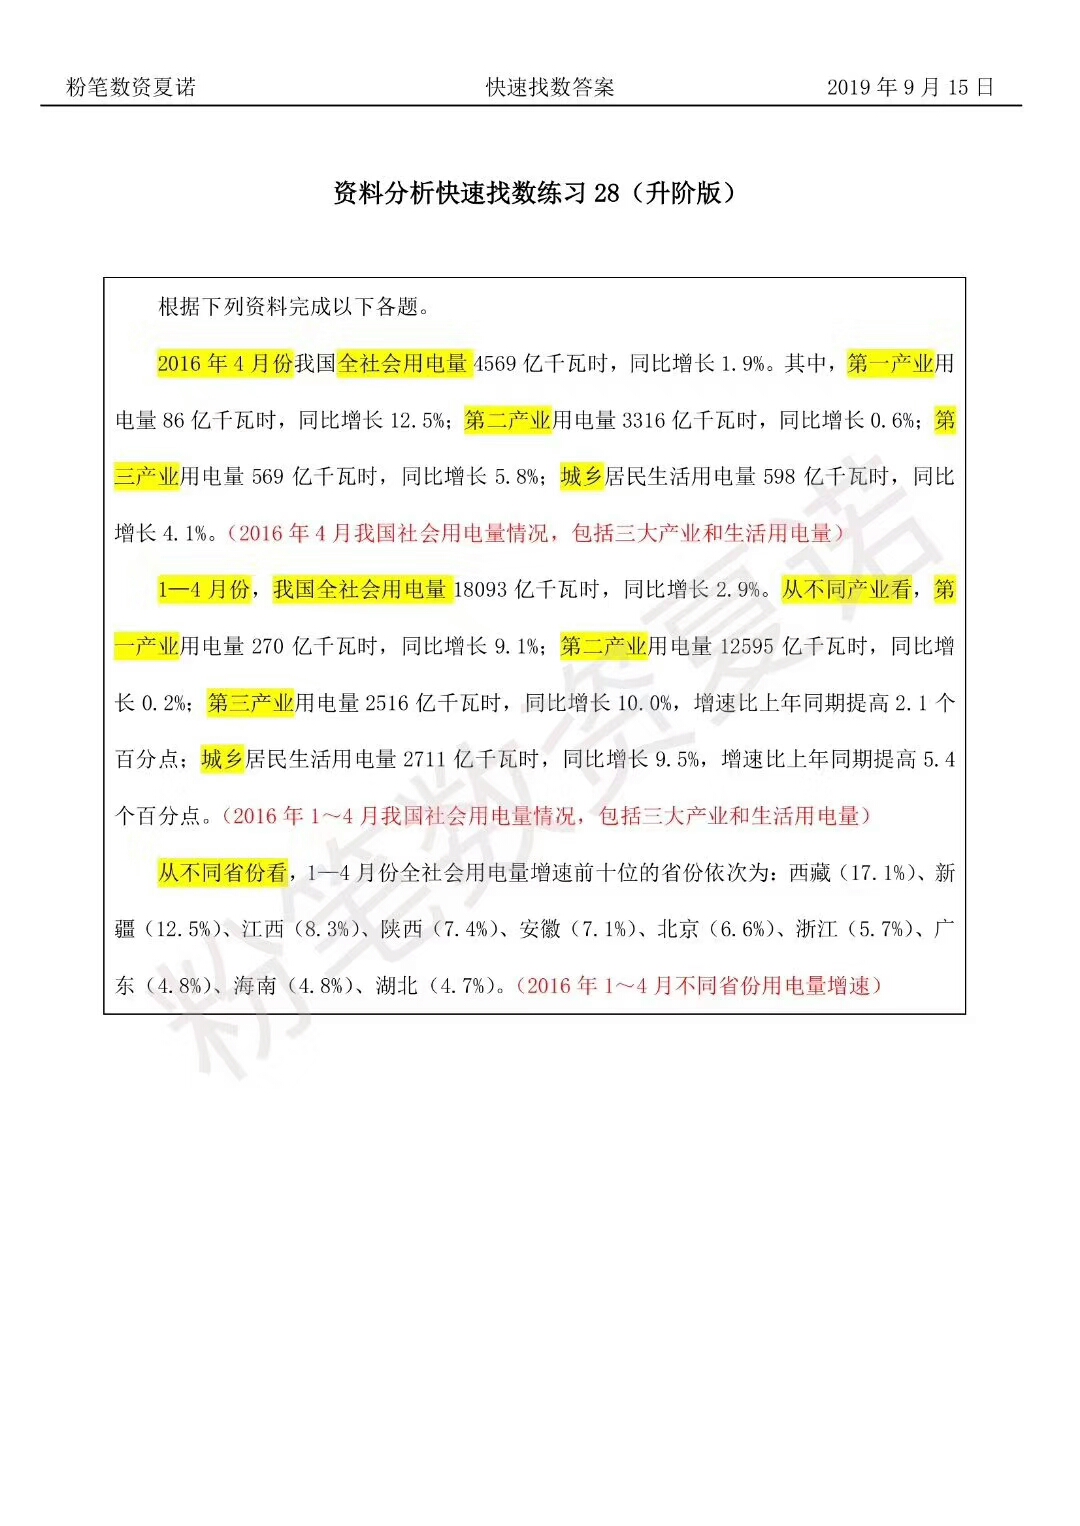 粉笔数资夏诺 快速找数答案 2019 年 9 月 15 日
资料分析快速找数练习 28（升阶版）
根据下列资料完成以下各题。
2016 年 4 月份我国全社会用电量 4569 亿千瓦时，同比增长 1.9%。其中，第一产业用
电量 86 亿千瓦时，同比增长 12.5%；第二产业用电量 3316 亿千瓦时，同比增长 0.6%；第
三产业用电量 569 亿千瓦时，同比增长 5.8%；城乡居民生活用电量 598 亿千瓦时，同比
增长 4.1%。（2016 年 4 月我国社会用电量情况，包括三大产业和生活用电量）
1—4 月份，我国全社会用电量 18093 亿千瓦时，同比增长 2.9%。从不同产业看，第
一产业用电量 270 亿千瓦时，同比增长 9.1%；第二产业用电量 12595 亿千瓦时，同比增
长 0.2%；第三产业用电量 2516 亿千瓦时，同比增长 10.0%，增速比上年同期提高 2.1 个
百分点；城乡居民生活用电量 2711 亿千瓦时，同比增长 9.5%，增速比上年同期提高 5.4
个百分点。（2016 年 1～4 月我国社会用电量情况，包括三大产业和生活用电量）
从不同省份看，1—4 月份全社会用电量增速前十位的省份依次为：西藏（17.1%）、新
疆（12.5%）、江西（8.3%）、陕西（7.4%）、安徽（7.1%）、北京（6.6%）、浙江（5.7%）、广
东（4.8%）、海南（4.8%）、湖北（4.7%）。（2016 年 1～4 月不同省份用电量增速）
粉笔数资夏诺